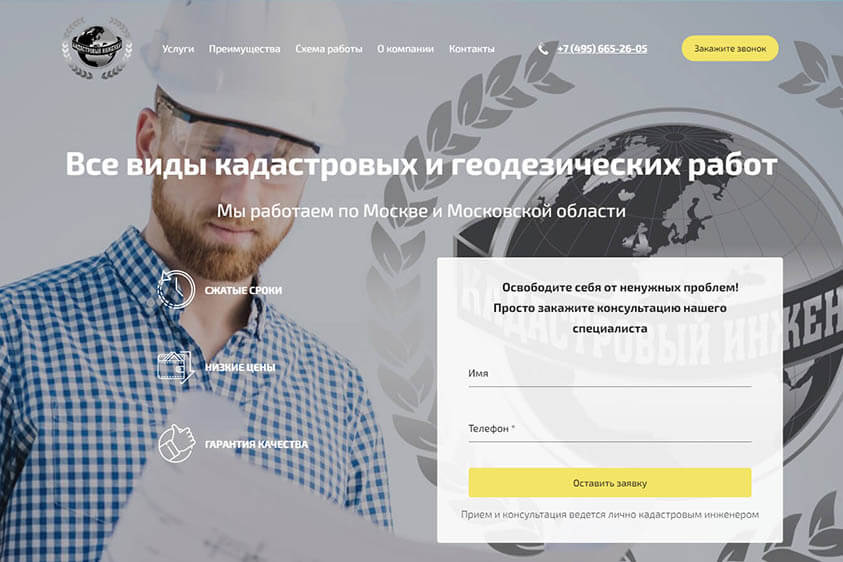 КАДАСТРОВЫЙ ИНЖЕНЕР
Услуги Преимущества Схема работы О компании Контакты +7 (495) 665-26-05 Закажите звонок
Все виды кадастровых и геодезических работ
Мы работаем по Москве и Московской области
СЖАТЫЕ СРОКИ
НИЗКИЕ ЦЕНЫ
ГАРАНТИЯ КАЧЕСТВА
Освободите себя от ненужных проблем!
Просто закажите консультацию нашего
специалиста
Имя
Телефон *
Оставить заявку
Прием и консультация ведется лично кадастровым инженером
КАДАСТРОВЫЙ ИНЖЕН